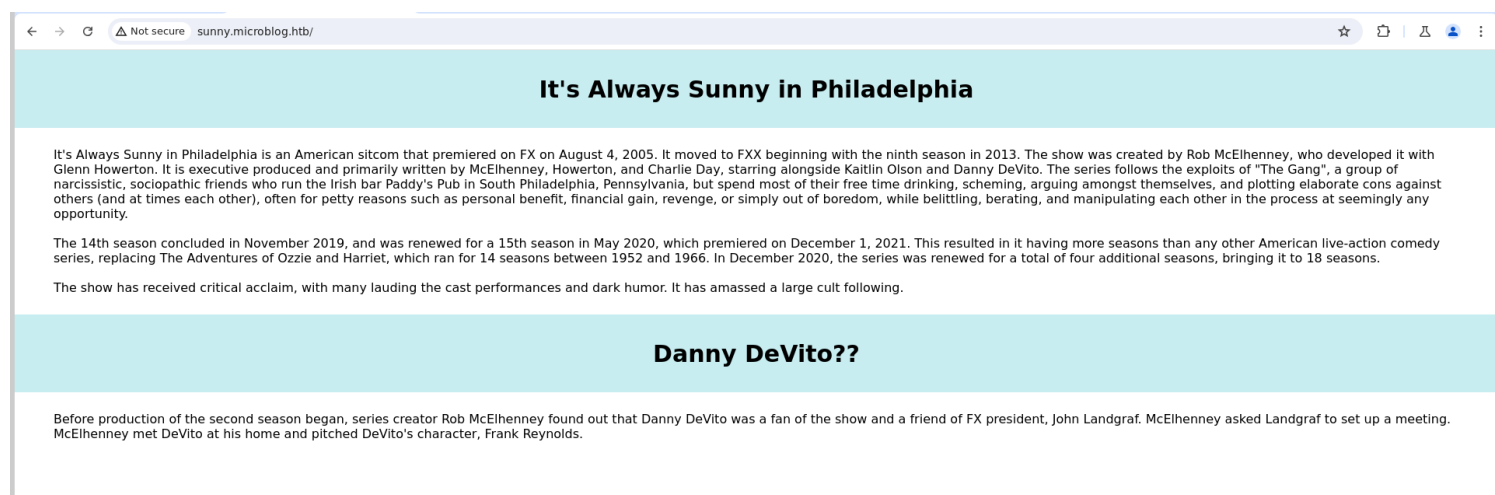 Not secure sunny.microblog.htb/
It's Always Sunny in Philadelphia
It's Always Sunny in Philadelphia is an American sitcom that premiered on FX on August 4, 2005. It moved to FXX beginning with the ninth season in 2013. The show was created by Rob McElhenney, who developed it with
Glenn Howerton. It is executive produced and primarily written by McElhenney, Howerton, and Charlie Day, starring alongside Kaitlin Olson and Danny DeVito. The series follows the exploits of "The Gang", a group of
narcissistic, sociopathic friends who run the Irish bar Paddy's Pub in South Philadelphia, Pennsylvania, but spend most of their free time drinking, scheming, arguing amongst themselves, and plotting elaborate cons against
others (and at times each other), often for petty reasons such as personal benefit, financial gain, revenge, or simply out of boredom, while belittling, berating, and manipulating each other in the process at seemingly any
opportunity.
The 14th season concluded in November 2019, and was renewed for a 15th season in May 2020, which premiered on December 1, 2021. This resulted in it having more seasons than any other American live-action comedy
series, replacing The Adventures of Ozzie and Harriet, which ran for 14 seasons between 1952 and 1966. In December 2020, the series was renewed for a total of four additional seasons, bringing it to 18 seasons.
The show has received critical acclaim, with many lauding the cast performances and dark humor. It has amassed a large cult following.
Danny DeVito??
Before production of the second season began, series creator Rob McElhenney found out that Danny DeVito was a fan of the show and a friend of FX president, John Landgraf. McElhenney asked Landgraf to set up a meeting.
McElhenney met DeVito at his home and pitched DeVito's character, Frank Reynolds.